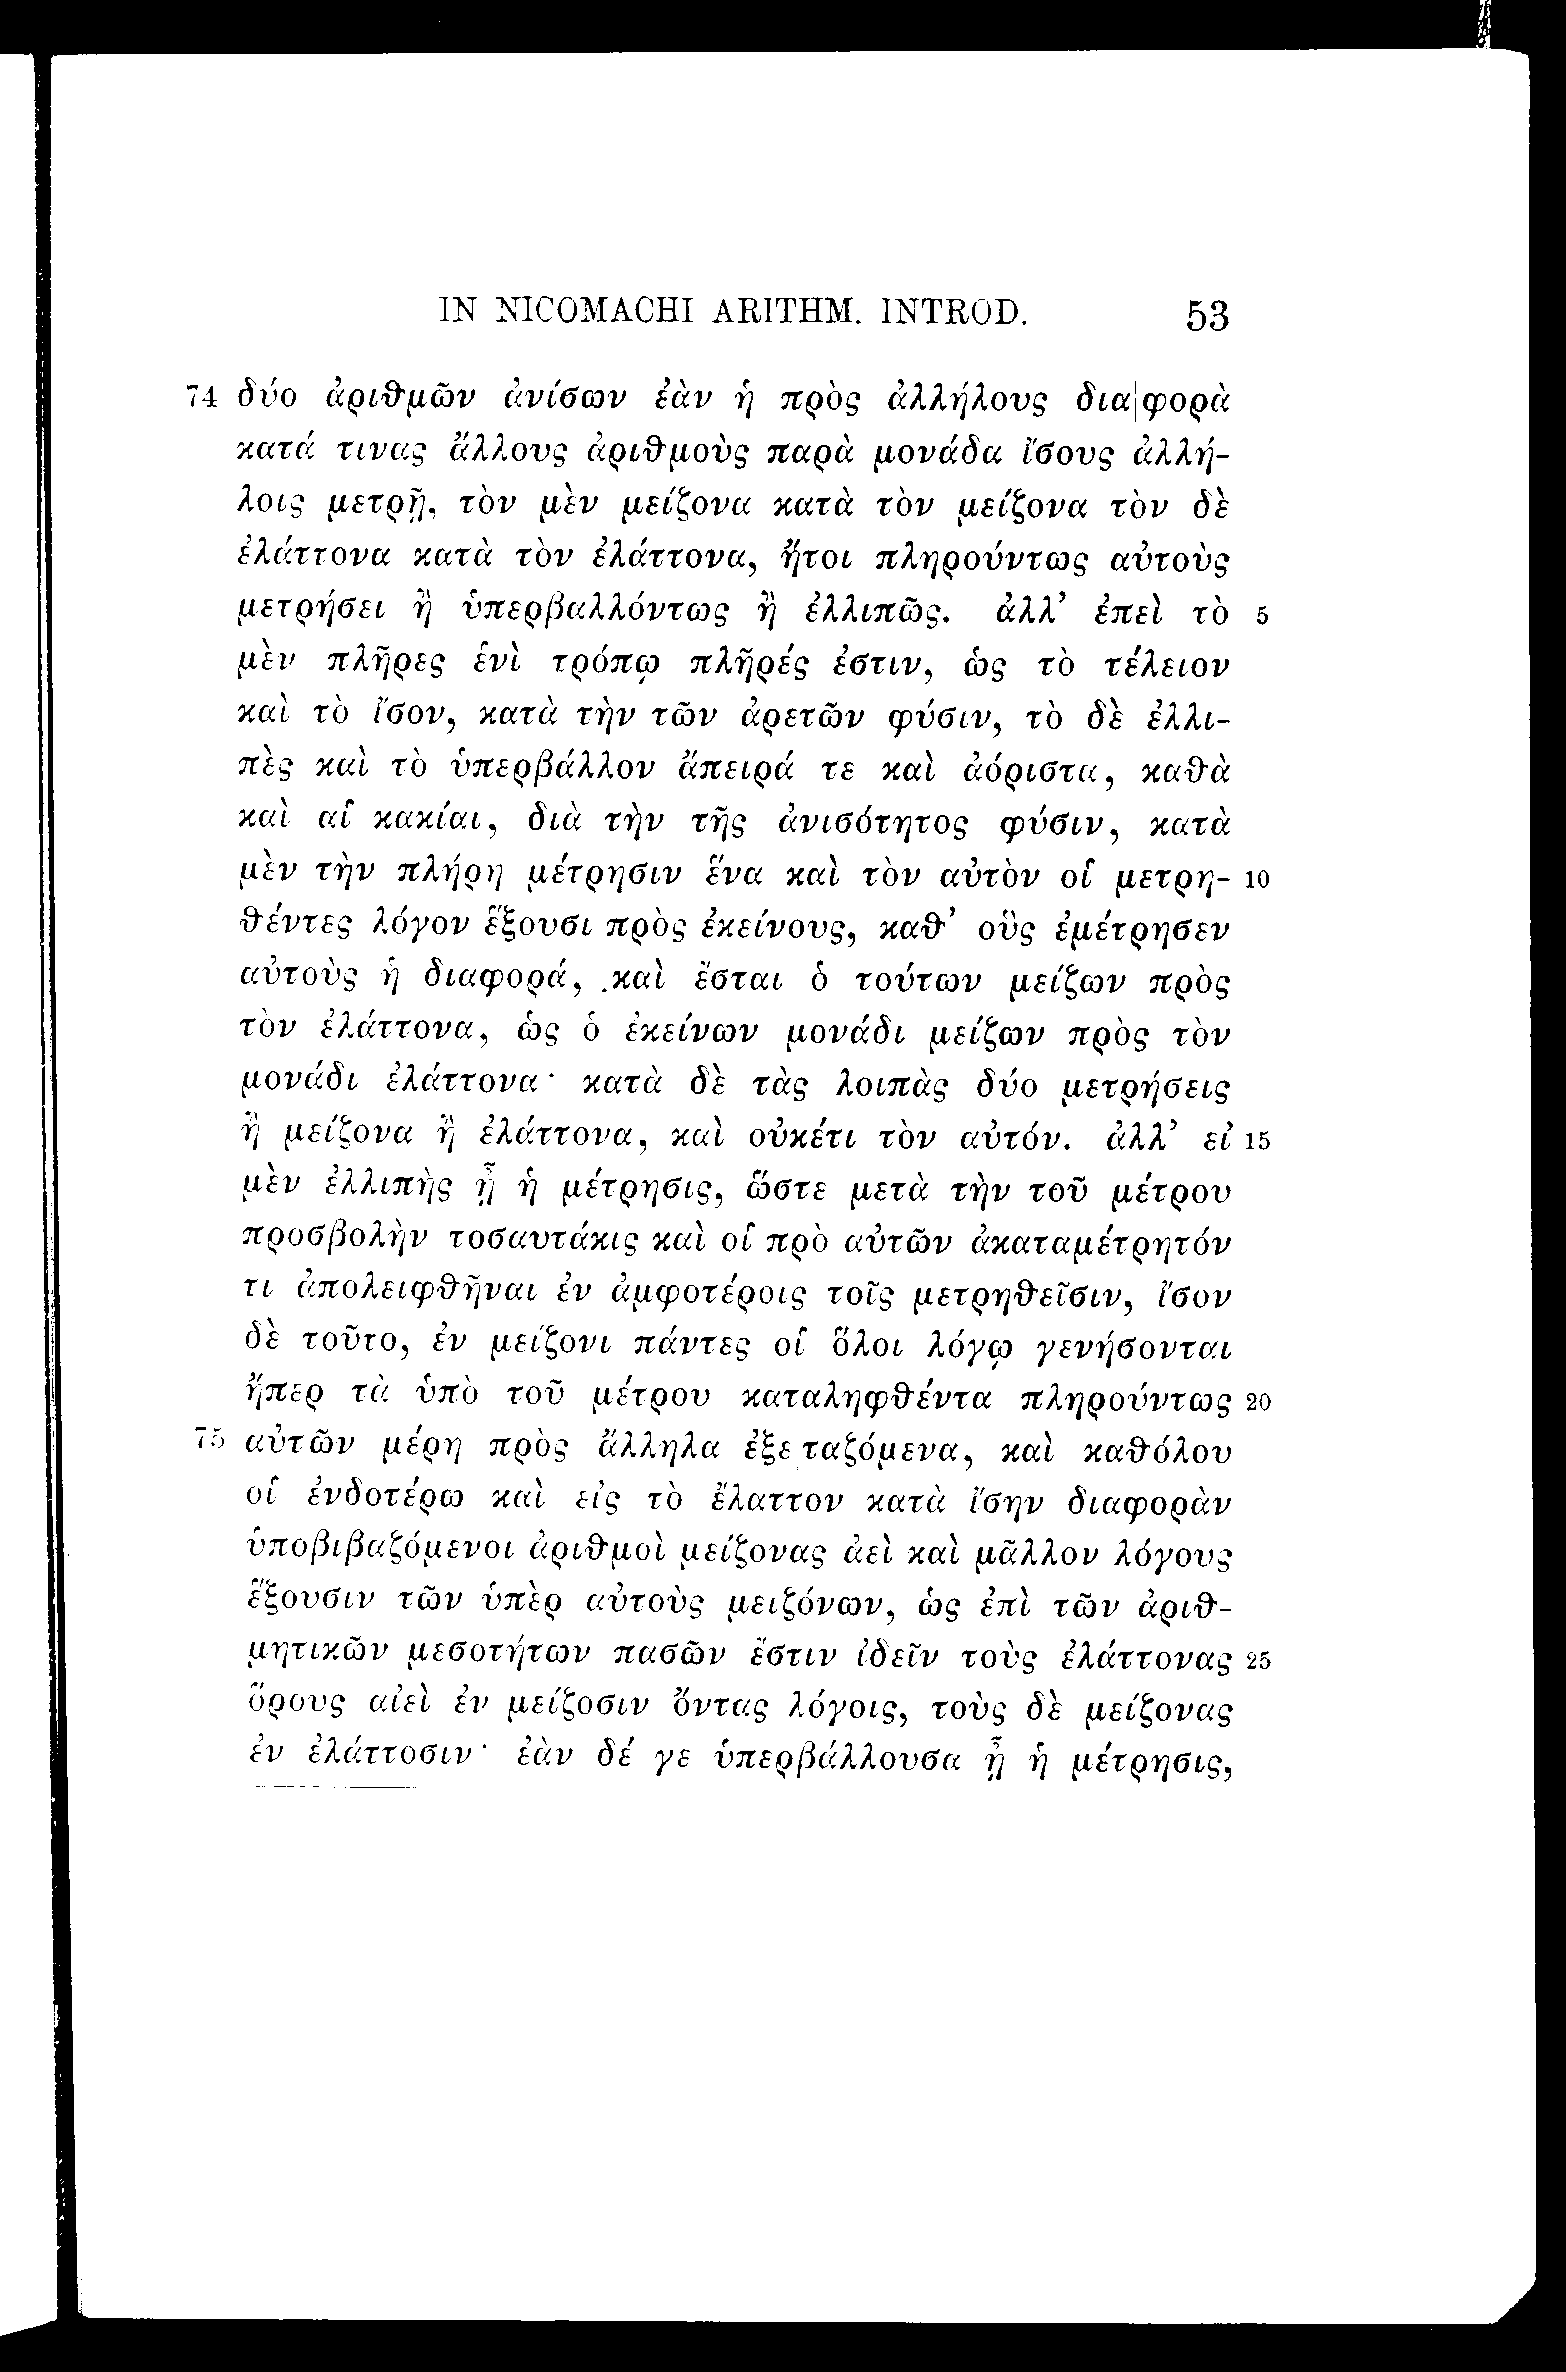 IN NICOMACHI ARITHM. INTROD. 53
74 δύο ἀριθμῶν ἀνίσων ἐὰν ἡ πρὸς ἀλλήλους δια|φορὰ
κατά τινας ἄλλους ἀριθμοὺς παρὰ μονάδα ἴσους ἀλλή-
λοις μετρῇ, τὸν μὲν μείζονα κατὰ τὸν μείζονα τὸν δὲ
ἐλάττονα κατὰ τὸν ἐλάττονα, ἤτοι πληρούντως αὐτοὺς
μετρήσει ἢ ὑπερβαλλόντως ἢ ἐλλιπῶς. ἀλλ’ ἐπεὶ τὸ 5
μὲν πλῆρες ἑνὶ τρόπῳ πλῆρές ἐστιν, ὡς τὸ τέλειον
καὶ τὸ ἴσον, κατὰ τὴν τῶν ἀρετῶν φύσιν, τὸ δὲ ἐλλι-
πὲς καὶ τὸ ὑπερβάλλον ἄπειρά τε καὶ ἀόριστα, καθὰ
καὶ αἱ κακίαι, διὰ τὴν τῆς ἀνισότητος φύσιν, κατὰ
μὲν τὴν πλήρη μέτρησιν ἕνα καὶ τὸν αὐτὸν οἱ μετρη- 10
θέντες λόγον ἕξουσι πρὸς ἐκείνους, καθ’ οὓς ἐμέτρησεν
αὐτοὺς ἡ διαφορά, καὶ ἔσται ὁ τούτων μείζων πρὸς
τὸν ἐλάττονα, ὡς ὁ ἐκείνων μονάδι μείζων πρὸς τὸν
μονάδι ἐλάττονα· κατὰ δὲ τὰς λοιπὰς δύο μετρήσεις
ἢ μείζονα ἢ ἐλάττονα, καὶ οὐκέτι τὸν αὐτόν. ἀλλ’ εἰ 15
μὲν ἐλλιπὴς ᾖ ἡ μέτρησις, ὥστε μετὰ τὴν τοῦ μέτρου
προσβολὴν τοσαυτάκις καὶ οἱ πρὸ αὐτῶν ἀκαταμέτρητόν
τι ἀπολειφθῆναι ἐν ἀμφοτέροις τοῖς μετρηθεῖσιν, ἴσον
δὲ τοῦτο, ἐν μείζονι πάντες οἱ ὅλοι λόγῳ γενήσονται
ἤπερ τὰ ὑπὸ τοῦ μέτρου καταληφθέντα πληρούντως 20
75 αὐτῶν μέρη πρὸς ἄλληλα ἐξεταζόμενα, καὶ καθόλου
οἱ ἐνδοτέρω καὶ εἰς τὸ ἔλαττον κατὰ ἴσην διαφορὰν
ὑποβιβαζόμενοι ἀριθμοὶ μείζονας ἀεὶ καὶ μᾶλλον λόγους
ἕξουσιν τῶν ὑπὲρ αὐτοὺς μειζόνων, ὡς ἐπὶ τῶν ἀριθ-
μητικῶν μεσοτήτων πασῶν ἔστιν ἰδεῖν τοὺς ἐλάττονας 25
ὅρους αἰεὶ ἐν μείζοσιν ὄντας λόγοις, τοὺς δὲ μείζονας
ἐν ἐλάττοσιν· ἐὰν δέ γε ὑπερβάλλουσα ᾖ ἡ μέτρησις,